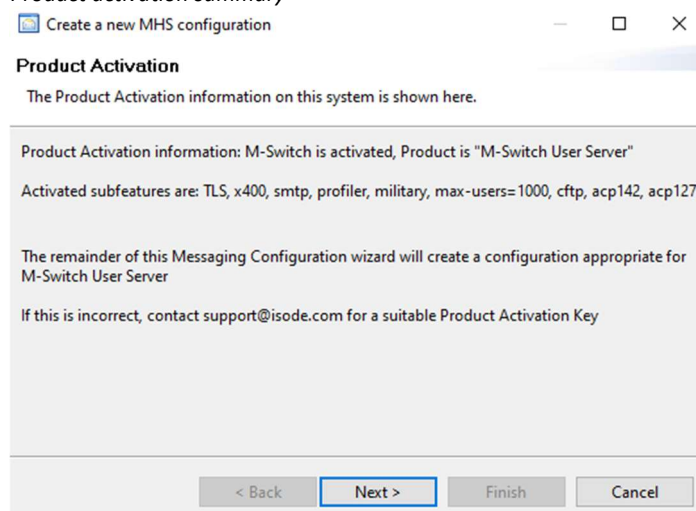 Product activation summary
Create a new MHS configuration
Product Activation
The Product Activation information on this system is shown here.
Product Activation information: M-Switch is activated, Product is "M-Switch User Server"
Activated subfeatures are: TLS, x400, smtp, profiler, military, max-users=1000, cftp, acp142, acp127
The remainder of this Messaging Configuration wizard will create a configuration appropriate for
M-Switch User Server
If this is incorrect, contact support@isode.com for a suitable Product Activation Key
< Back Next > Finish Cancel